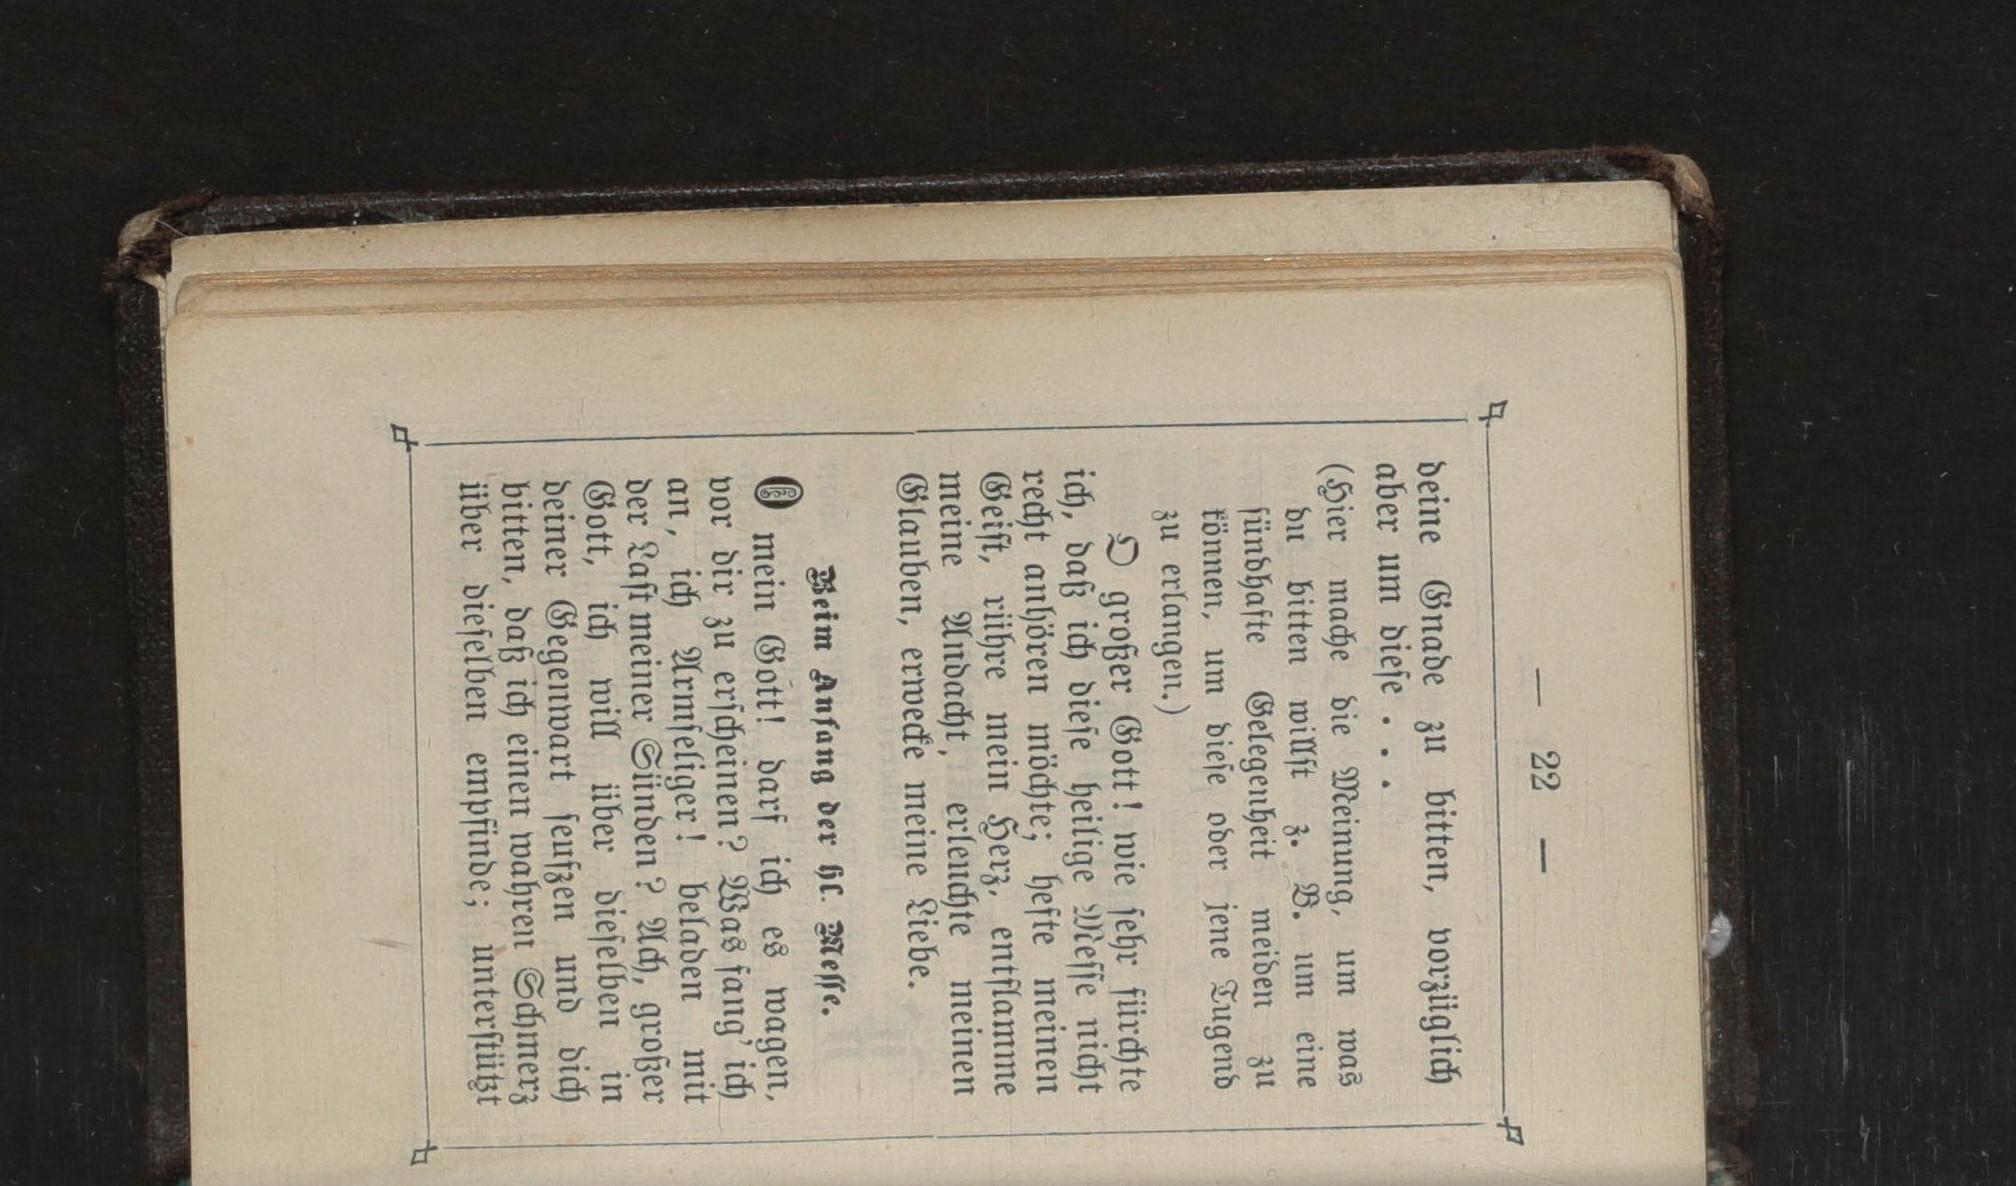 — 22 —
deine Gnade zu bitten, vorzüglich
aber um diese . . .
(Hier mache die Meinung, um was
du bitten willst z. B. um eine
sündhafte Gelegenheit meiden zu
können, um diese oder jene Tugend
zu erlangen.)
O großer Gott! wie sehr fürchte
ich, daß ich diese heilige Messe nicht
recht anhören möchte; hefte meinen
Geist, rühre mein Herz, entflamme
meine Andacht, erleuchte meinen
Glauben, erwecke meine Liebe.
Beim Anfang der hl. Messe.
O mein Gott! darf ich es wagen,
vor dir zu erscheinen? Was fang' ich
an, ich Armseliger! beladen mit
der Last meiner Sünden? Ach, großer
Gott, ich will über dieselben in
deiner Gegenwart seufzen und dich
bitten, daß ich einen wahren Schmerz
über dieselben empfinde; unterstützt